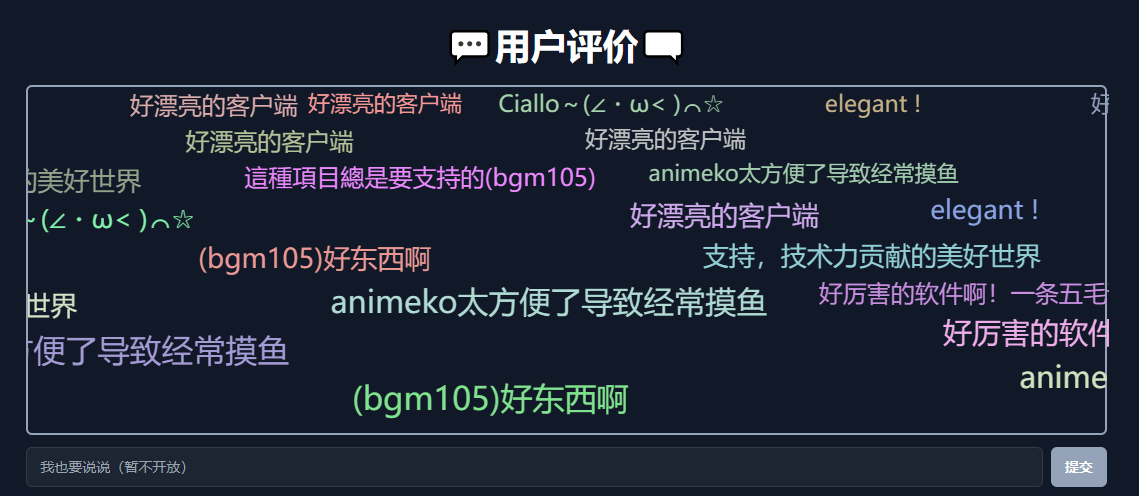 💬用户评价🗨️
好漂亮的客户端
好漂亮的客户端
Ciallo～(∠・ω< )⌒☆
elegant !
好漂亮的客户端
好漂亮的客户端
的美好世界
這種項目總是要支持的(bgm105)
animeko太方便了导致经常摸鱼
～(∠・ω< )⌒☆
好漂亮的客户端
elegant !
(bgm105)好东西啊
支持，技术力贡献的美好世界
世界
animeko太方便了导致经常摸鱼
好厉害的软件啊！一条五毛
便了导致经常摸鱼
好厉害的软件
anime
(bgm105)好东西啊
我也要说说（暂不开放）
提交